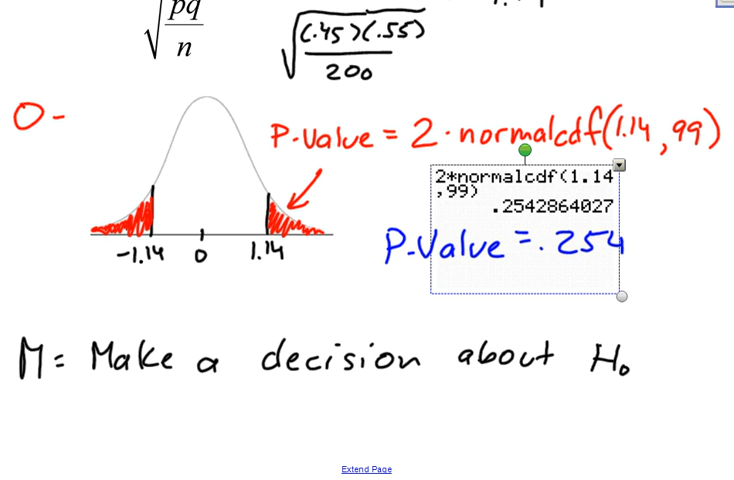 √pq/n
√(.45)(.55)/200
O-
P-Value = 2·normalcdf(1.14, 99)
2*normalcdf(1.14
,99)
.2542864027
P-Value = .254
-1.14 0 1.14
M= Make a decision about H₀
Extend Page